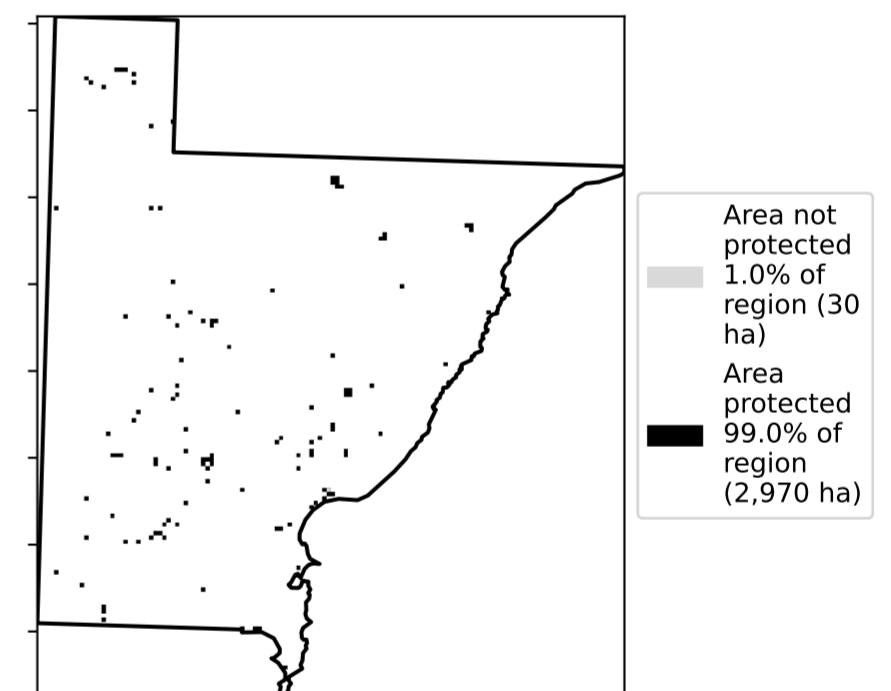 Area not
protected
1.0% of
region (30
ha)
Area
protected
99.0% of
region
(2,970 ha)